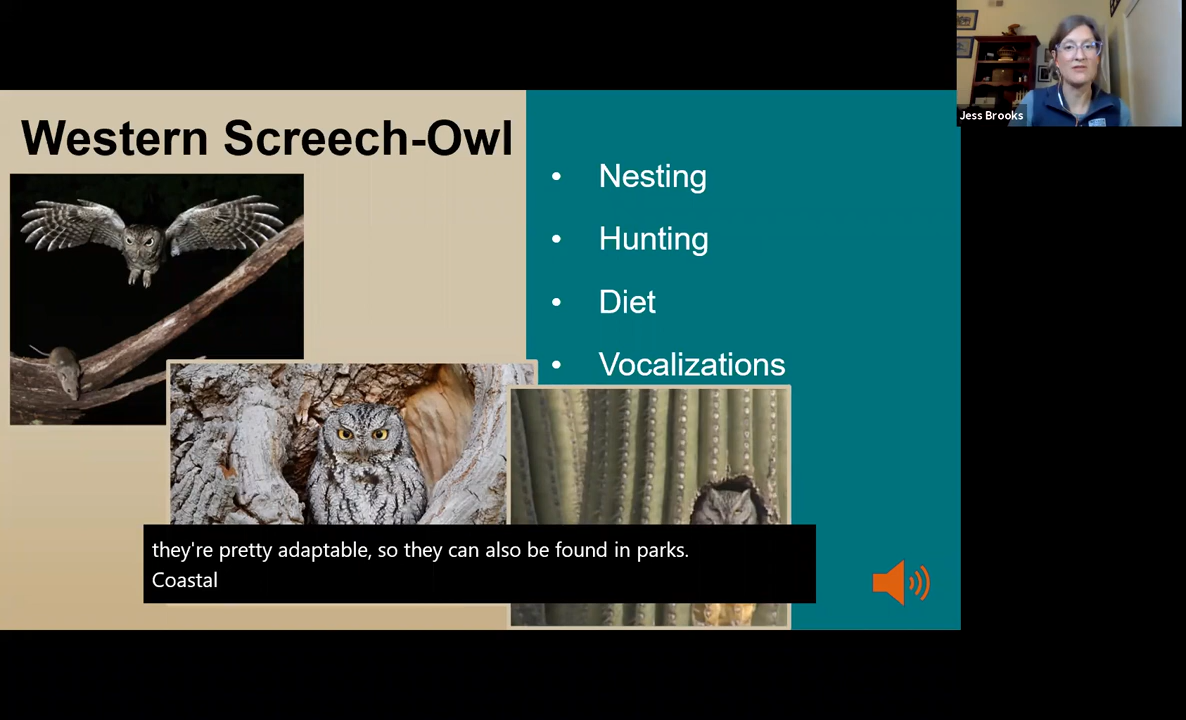 Jess Brooks
Western Screech-Owl
• Nesting
• Hunting
• Diet
• Vocalizations
they're pretty adaptable, so they can also be found in parks.
Coastal